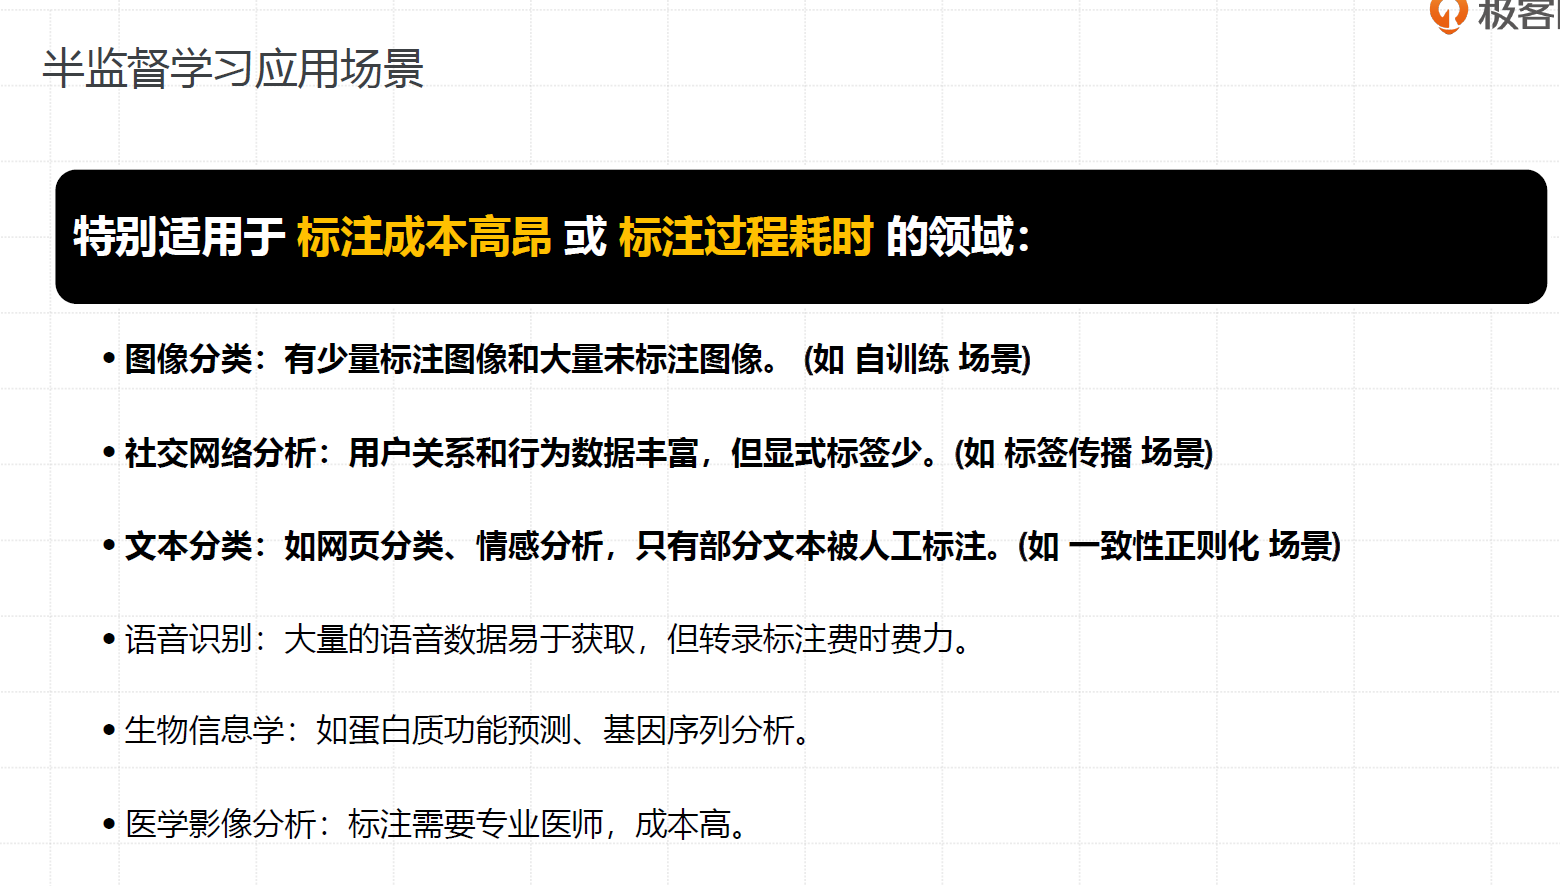 极客
半监督学习应用场景
特别适用于 标注成本高昂 或 标注过程耗时 的领域：
• 图像分类：有少量标注图像和大量未标注图像。 (如 自训练 场景)
• 社交网络分析：用户关系和行为数据丰富，但显式标签少。(如 标签传播 场景)
• 文本分类：如网页分类、情感分析，只有部分文本被人工标注。(如 一致性正则化 场景)
• 语音识别：大量的语音数据易于获取，但转录标注费时费力。
• 生物信息学：如蛋白质功能预测、基因序列分析。
• 医学影像分析：标注需要专业医师，成本高。